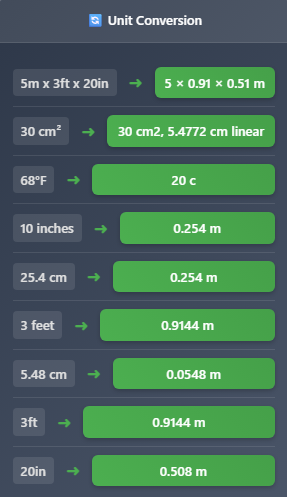 Unit Conversion
5m x 3ft x 20in → 5 × 0.91 × 0.51 m
30 cm² → 30 cm2, 5.4772 cm linear
68°F → 20 c
10 inches → 0.254 m
25.4 cm → 0.254 m
3 feet → 0.9144 m
5.48 cm → 0.0548 m
3ft → 0.9144 m
20in → 0.508 m